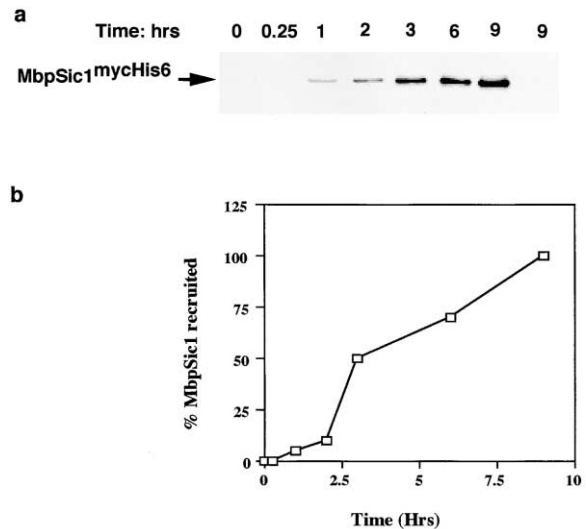 a
Time: hrs 0 0.25 1 2 3 6 9 9
MbpSic1mycHis6
b
% MbpSic1 recruited
125
100
75
50
25
0
0 2.5 5 7.5 10
Time (Hrs)